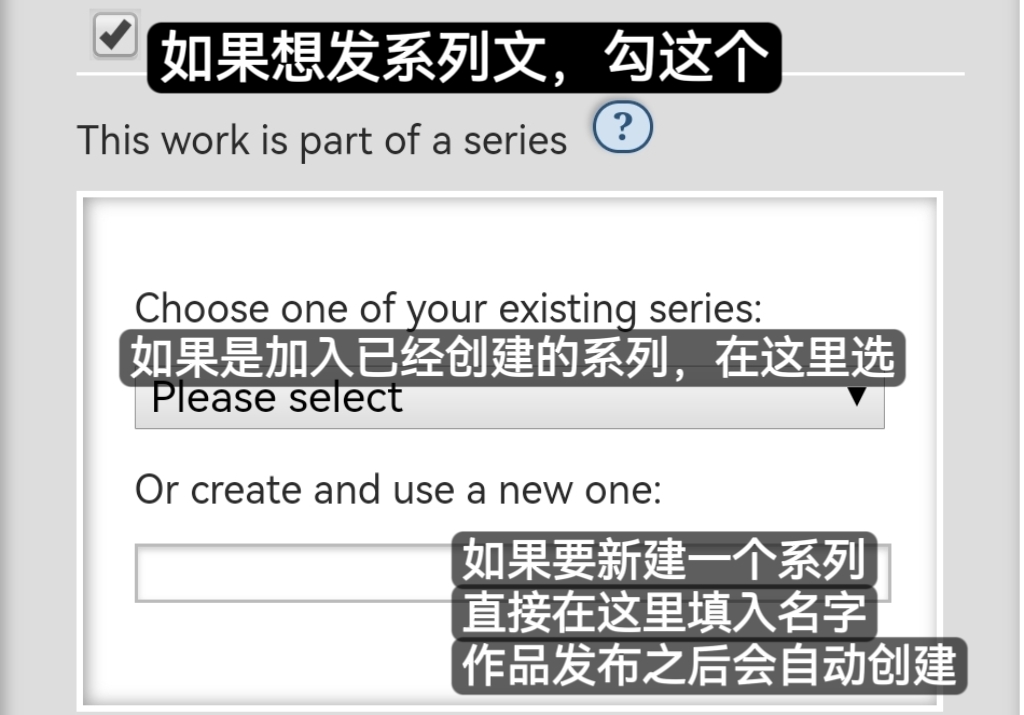 如果想发系列文，勾这个
This work is part of a series ?
Choose one of your existing series:
如果是加入已经创建的系列，在这里选
Please select ▼
Or create and use a new one:
如果要新建一个系列
直接在这里填入名字
作品发布之后会自动创建